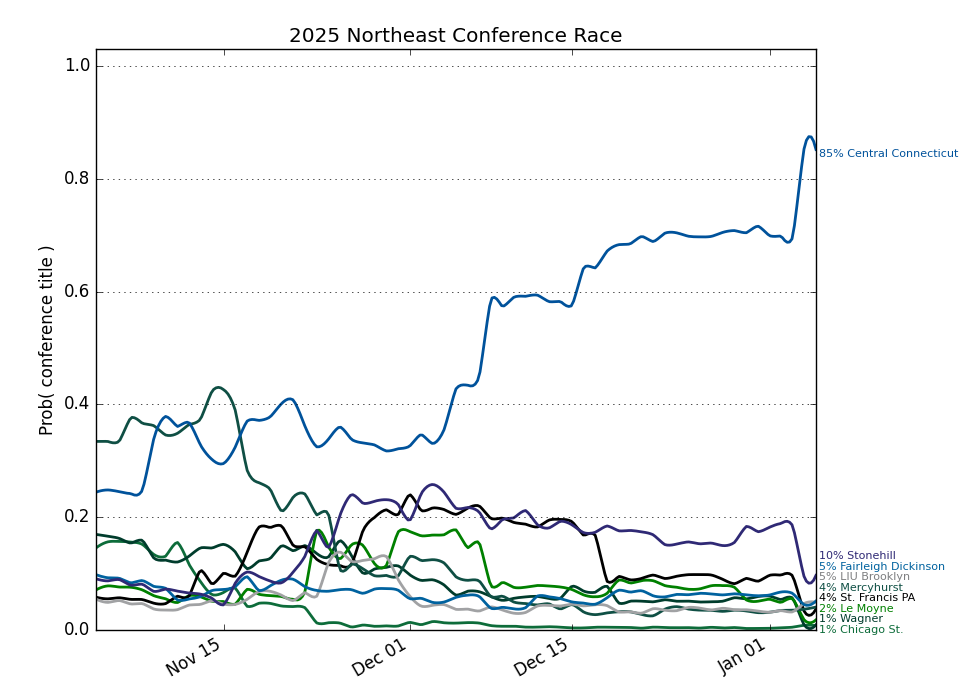 2025 Northeast Conference Race
Prob( conference title )
1.0
0.8
0.6
0.4
0.2
0.0
Nov 15
Dec 01
Dec 15
Jan 01
85% Central Connecticut
10% Stonehill
5% Fairleigh Dickinson
5% LIU Brooklyn
4% Mercyhurst
4% St. Francis PA
2% Le Moyne
1% Wagner
1% Chicago St.